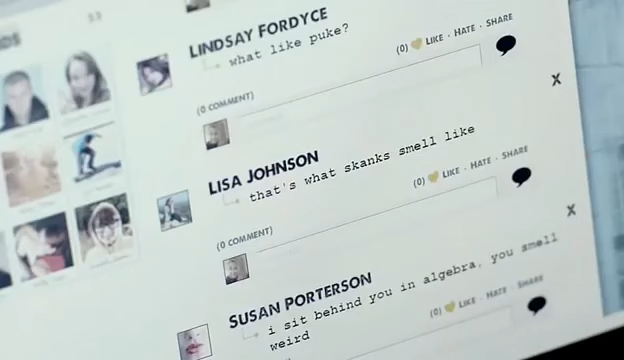 LINDSAY FORDYCE
what like puke?
(0) LIKE · HATE · SHARE
(0 COMMENT)
X
LISA JOHNSON
that's what skanks smell like
(0) LIKE · HATE · SHARE
(0 COMMENT)
X
SUSAN PORTERSON
i sit behind you in algebra, you smell
weird
(0) LIKE · HATE · SHARE